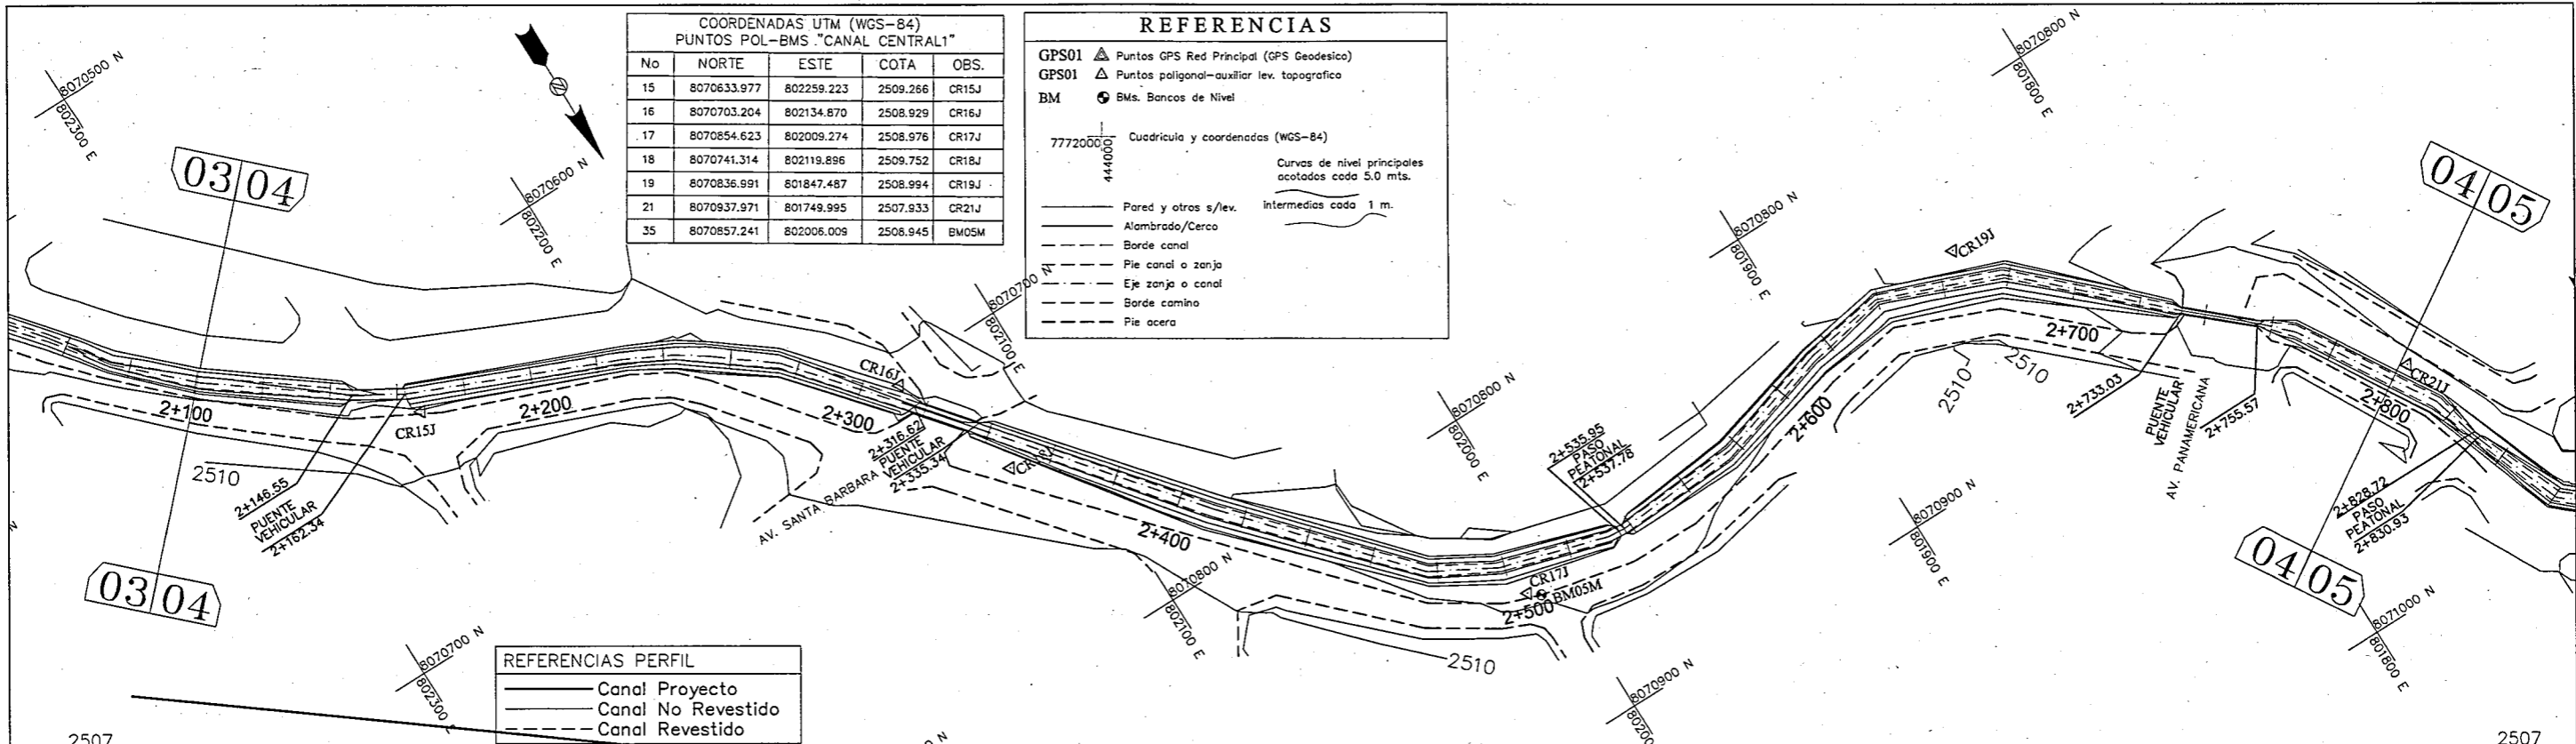 COORDENADAS UTM (WGS-84)
PUNTOS POL-BMS ."CANAL CENTRAL1"
No NORTE ESTE COTA OBS.
15 8070633.977 802259.223 2509.266 CR15J
16 8070703.204 802134.870 2508.929 CR16J
17 8070854.623 802009.274 2508.976 CR17J
18 8070741.314 802119.896 2509.752 CR18J
19 8070836.991 801847.487 2508.994 CR19J
21 8070937.971 801749.995 2507.933 CR21J
35 8070857.241 802006.009 2508.945 BM05M
REFERENCIAS
GPS01 Puntos GPS Red Principal (GPS Geodesico)
GPS01 Puntos poligonal-auxiliar lev. topografico
BM BMs. Bancos de Nivel
7772000
444000
Cuadricula y coordenadas (WGS-84)
Curvas de nivel principales
acotados cada 5.0 mts.
intermedias cada 1 m.
Pared y otros s/lev.
Alambrado/Cerco
Borde canal
Pie canal o zanja
Eje zanja o canal
Borde camino
Pie acera
8070500 N
802300 E
03 04
8070600 N
802200 E
8070700 N
802100 E
8070800 N
801900 E
8070800 N
801800 E
04 05
CR19J
CR16J
CR15J
2+100
2+200
2+300
2510
2+146.55
PUENTE
VEHICULAR
2+162.34
2+316.62
PUENTE
VEHICULAR
2+335.34
AV. SANTA BARBARA
CR18J
2+400
8070800 N
802000 E
2+535.95
PASO
PEATONAL
2+537.78
2+600
2510
2510
2+700
2+733.03
PUENTE
VEHICULAR
AV. PANAMERICANA
2+755.57
CR21J
2+800
2+828.72
PASO
PEATONAL
2+830.93
8070900 N
801900 E
CR17J
BM05M
2+500
8070800 N
802100 E
03 04
04 05
8071000 N
801800 E
2510
8070700 N
802300 E
8070900 N
REFERENCIAS PERFIL
Canal Proyecto
Canal No Revestido
Canal Revestido
2507
2507